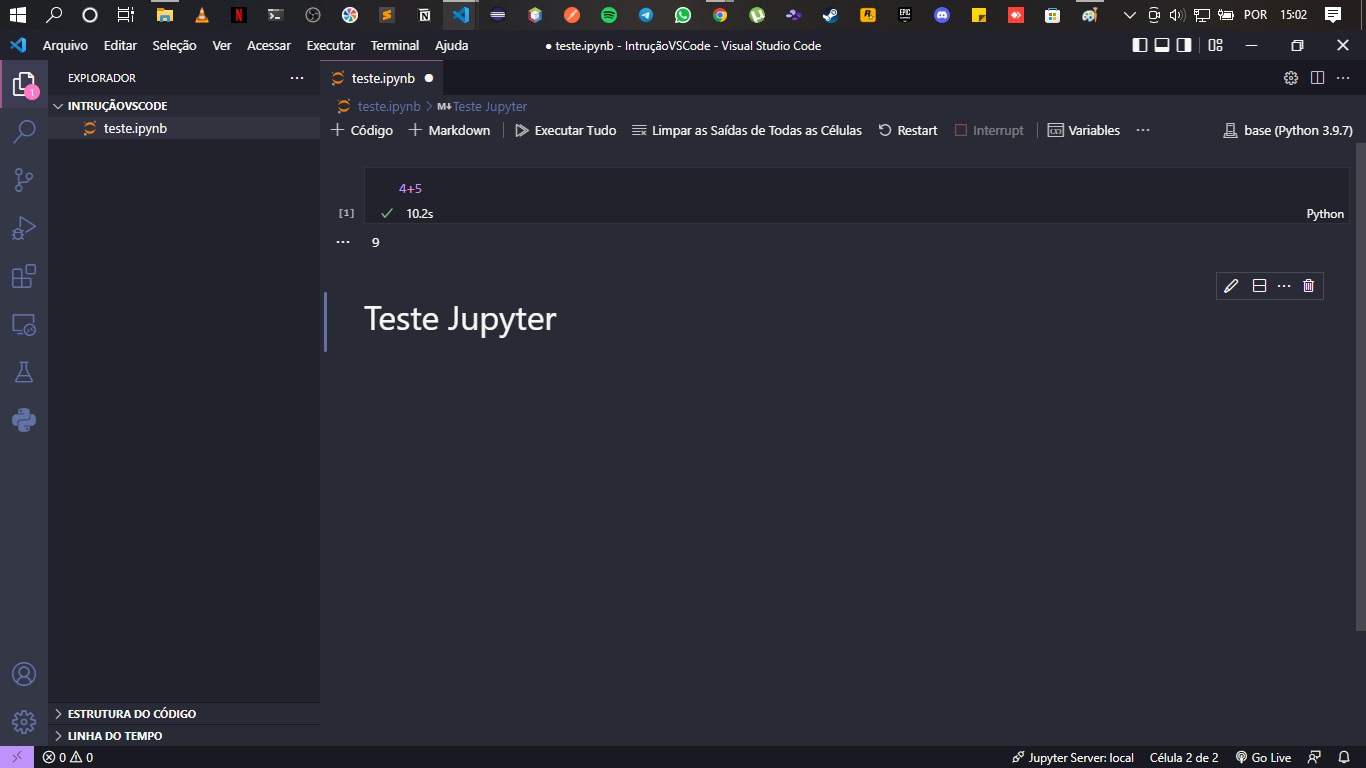 POR 15:02
Arquivo Editar Seleção Ver Acessar Executar Terminal Ajuda
● teste.ipynb - IntruçãoVSCode - Visual Studio Code
EXPLORADOR
teste.ipynb
1
INTRUÇÃOVSCODE
teste.ipynb > M↓Teste Jupyter
teste.ipynb
Código Markdown Executar Tudo Limpar as Saídas de Todas as Células Restart Interrupt Variables base (Python 3.9.7)
4+5
[1] 10.2s Python
9
Teste Jupyter
ESTRUTURA DO CÓDIGO
LINHA DO TEMPO
0 0 Jupyter Server: local Célula 2 de 2 Go Live